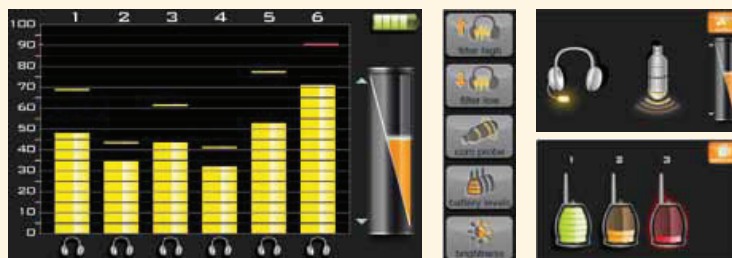 1 2 3 4 5 6
100
90
80
70
60
50
40
30
20
10
0
filter high
filter low
com probe
battery levels
brightness
1 2 3